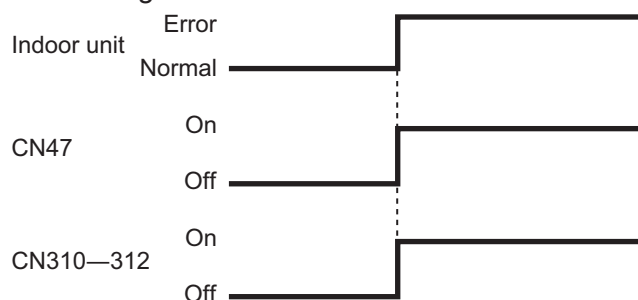 Error
Indoor unit
Normal
On
CN47
Off
On
CN310—312
Off